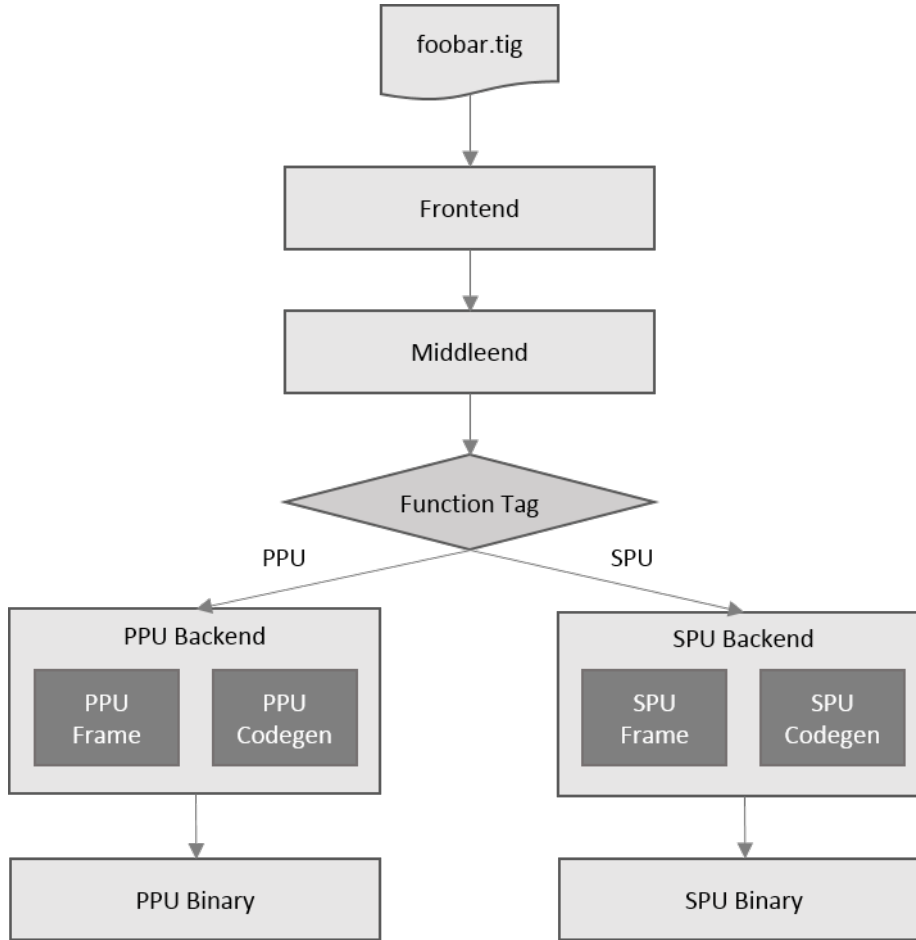 foobar.tig
Frontend
Middleend
Function Tag
PPU
SPU
PPU Backend
PPU
Frame
PPU
Codegen
SPU Backend
SPU
Frame
SPU
Codegen
PPU Binary
SPU Binary